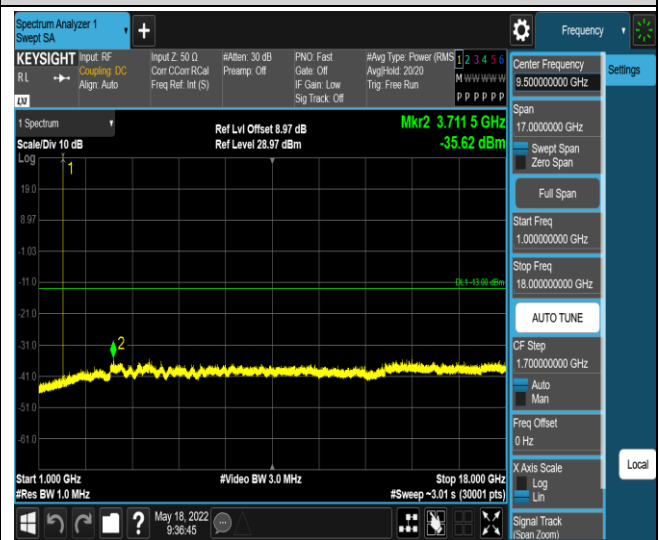 Spectrum Analyzer 1
Swept SA
+
Frequency
KEYSIGHT
RL
LXI
Input: RF
Coupling: DC
Align: Auto
Input Z: 50 Ω
Corr CCorr RCal
Freq Ref: Int (S)
#Atten: 30 dB
Preamp: Off
PNO: Fast
Gate: Off
IF Gain: Low
Sig Track: Off
#Avg Type: Power (RMS
Avg|Hold: 20/20
Trig: Free Run
1 2 3 4 5 6
M W W W W W
P P P P P P
1 Spectrum
Scale/Div 10 dB
Log
Ref Lvl Offset 8.97 dB
Ref Level 28.97 dBm
Mkr2 3.711 5 GHz
-35.62 dBm
1
19.0
8.97
-1.03
-11.0
DL1 -13.00 dBm
-21.0
-31.0
2
-41.0
-51.0
-61.0
Start 1.000 GHz
#Res BW 1.0 MHz
#Video BW 3.0 MHz
Stop 18.000 GHz
#Sweep ~3.01 s (30001 pts)
?
May 18, 2022
9:36:45
Center Frequency
9.500000000 GHz
Settings
Span
17.0000000 GHz
Swept Span
Zero Span
Full Span
Start Freq
1.000000000 GHz
Stop Freq
18.000000000 GHz
AUTO TUNE
CF Step
1.700000000 GHz
Auto
Man
Freq Offset
0 Hz
X Axis Scale
Log
Lin
Local
Signal Track
(Span Zoom)